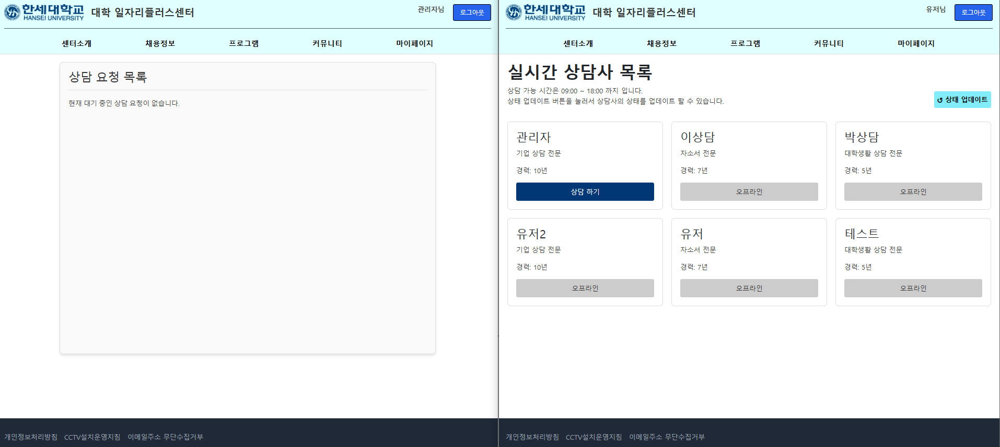 한세대학교
HANSEI UNIVERSITY
대학 일자리플러스센터
관리자님
로그아웃
센터소개 채용정보 프로그램 커뮤니티 마이페이지
상담 요청 목록
현재 대기 중인 상담 요청이 없습니다.
개인정보처리방침 CCTV설치운영지침 이메일주소 무단수집거부
한세대학교
HANSEI UNIVERSITY
대학 일자리플러스센터
유저님
로그아웃
센터소개 채용정보 프로그램 커뮤니티 마이페이지
실시간 상담사 목록
상담 가능 시간은 09:00 ~ 18:00 까지 입니다.
상태 업데이트 버튼을 눌러서 상담사의 상태를 업데이트 할 수 있습니다.
↺ 상태 업데이트
관리자
기업 상담 전문
경력: 10년
상담 하기
이상담
자소서 전문
경력: 7년
오프라인
박상담
대학생활 상담 전문
경력: 5년
오프라인
유저2
기업 상담 전문
경력: 10년
오프라인
유저
자소서 전문
경력: 7년
오프라인
테스트
대학생활 상담 전문
경력: 5년
오프라인
개인정보처리방침 CCTV설치운영지침 이메일주소 무단수집거부